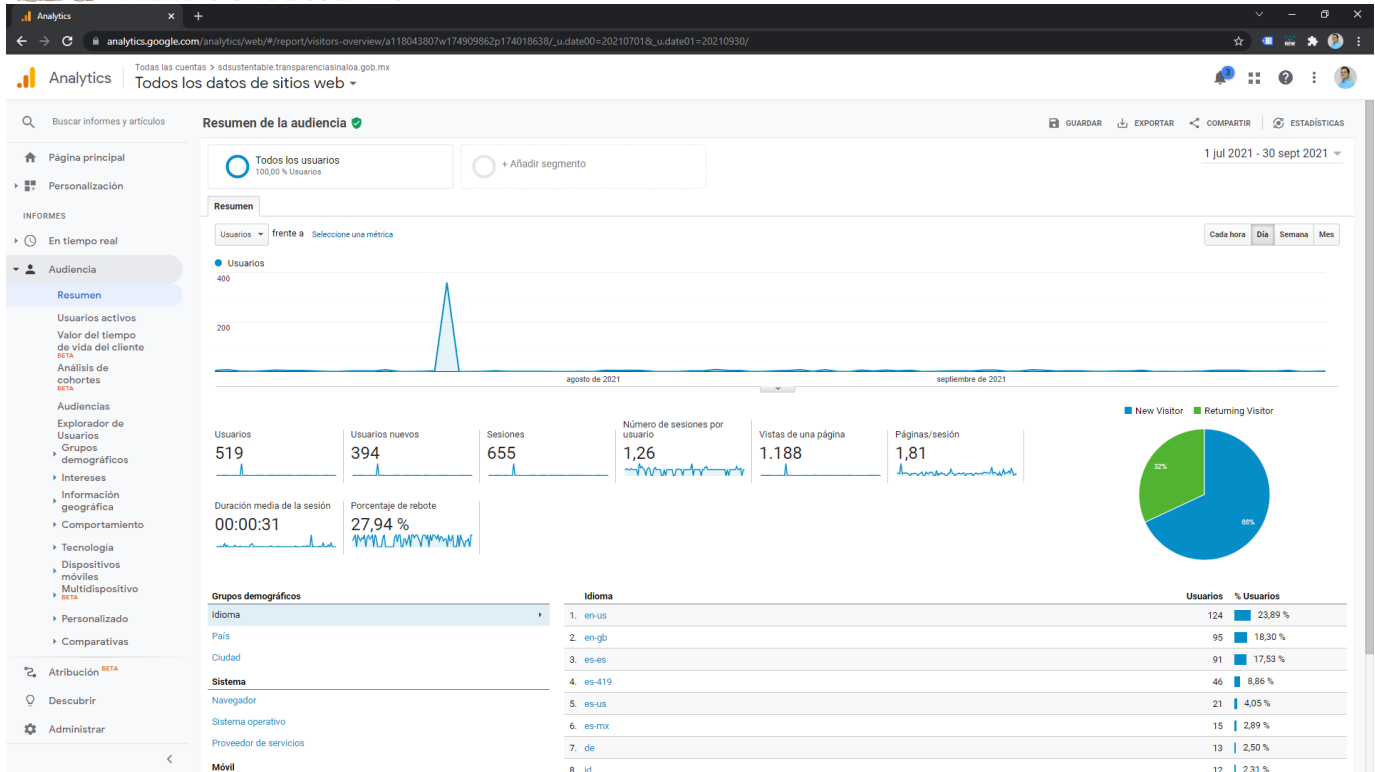 Analytics
analytics.google.com/analytics/web/#/report/visitors-overview/a118043807w174909862p174018638/_u.date00=20210701&_u.date01=20210930/
Analytics
Todas las cuentas > sdsustentable.transparenciasinaloa.gob.mx
Todos los datos de sitios web
3
Buscar informes y artículos
Página principal
Personalización
INFORMES
En tiempo real
Audiencia
Resumen
Usuarios activos
Valor del tiempo
de vida del cliente
BETA
Análisis de
cohortes
BETA
Audiencias
Explorador de
Usuarios
Grupos
demográficos
Intereses
Información
geográfica
Comportamiento
Tecnología
Dispositivos
móviles
Multidispositivo
BETA
Personalizado
Comparativas
Atribución BETA
Descubrir
Administrar
Resumen de la audiencia
GUARDAR
EXPORTAR
COMPARTIR
ESTADÍSTICAS
Todos los usuarios
100,00 % Usuarios
+ Añadir segmento
1 jul 2021 - 30 sept 2021
Resumen
Usuarios frente a Seleccione una métrica
Cada hora Día Semana Mes
Usuarios
400
200
agosto de 2021 septiembre de 2021
New Visitor Returning Visitor
32%
68%
Usuarios
519
Usuarios nuevos
394
Sesiones
655
Número de sesiones por
usuario
1,26
Vistas de una página
1.188
Páginas/sesión
1,81
Duración media de la sesión
00:00:31
Porcentaje de rebote
27,94 %
Grupos demográficos
Idioma
País
Ciudad
Sistema
Navegador
Sistema operativo
Proveedor de servicios
Móvil
Idioma Usuarios % Usuarios
1. en-us 124 23,89 %
2. en-gb 95 18,30 %
3. es-es 91 17,53 %
4. es-419 46 8,86 %
5. es-us 21 4,05 %
6. es-mx 15 2,89 %
7. de 13 2,50 %
8. id 12 2,31 %